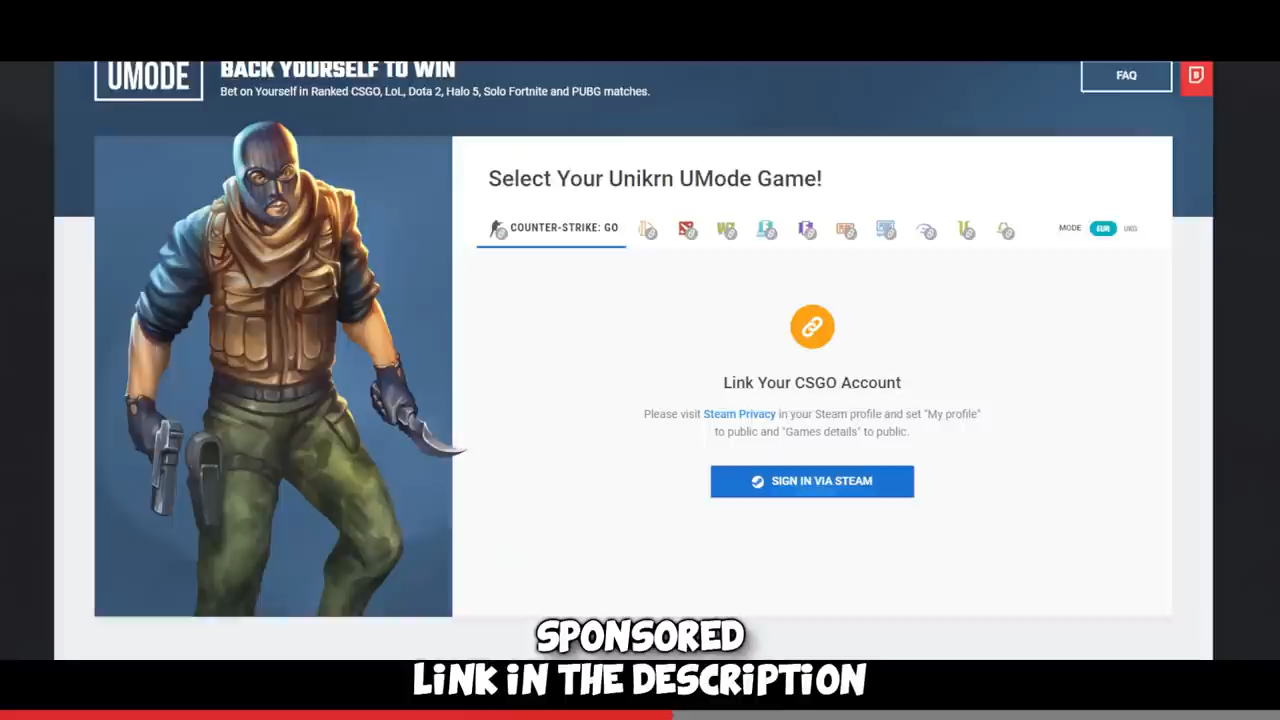 UMODE
BACK YOURSELF TO WIN
Bet on Yourself in Ranked CSGO, LoL, Dota 2, Halo 5, Solo Fortnite and PUBG matches.
FAQ
Select Your Unikrn UMode Game!
COUNTER-STRIKE: GO
MODE EUR UKG
Link Your CSGO Account
Please visit Steam Privacy in your Steam profile and set "My profile"
to public and "Games details" to public.
SIGN IN VIA STEAM
SPONSORED
LINK IN THE DESCRIPTION